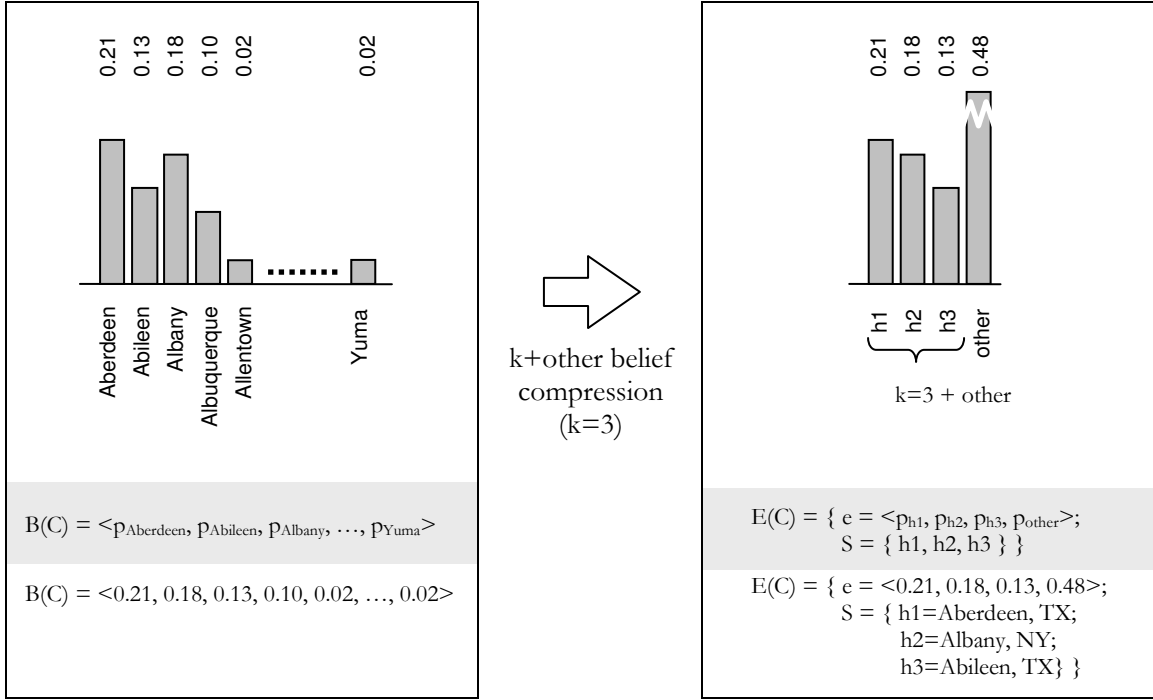 0.21 0.13 0.18 0.10 0.02 0.02
Aberdeen Abileen Albany Albuquerque Allentown Yuma
B(C) = <pAberdeen, pAbileen, pAlbany, …, pYuma>
B(C) = <0.21, 0.18, 0.13, 0.10, 0.02, …, 0.02>
k+other belief
compression
(k=3)
0.21 0.18 0.13 0.48
h1 h2 h3 other
k=3 + other
E(C) = { e = <ph1, ph2, ph3, pother>;
S = { h1, h2, h3 } }
E(C) = { e = <0.21, 0.18, 0.13, 0.48>;
S = { h1=Aberdeen, TX;
h2=Albany, NY;
h3=Abileen, TX} }